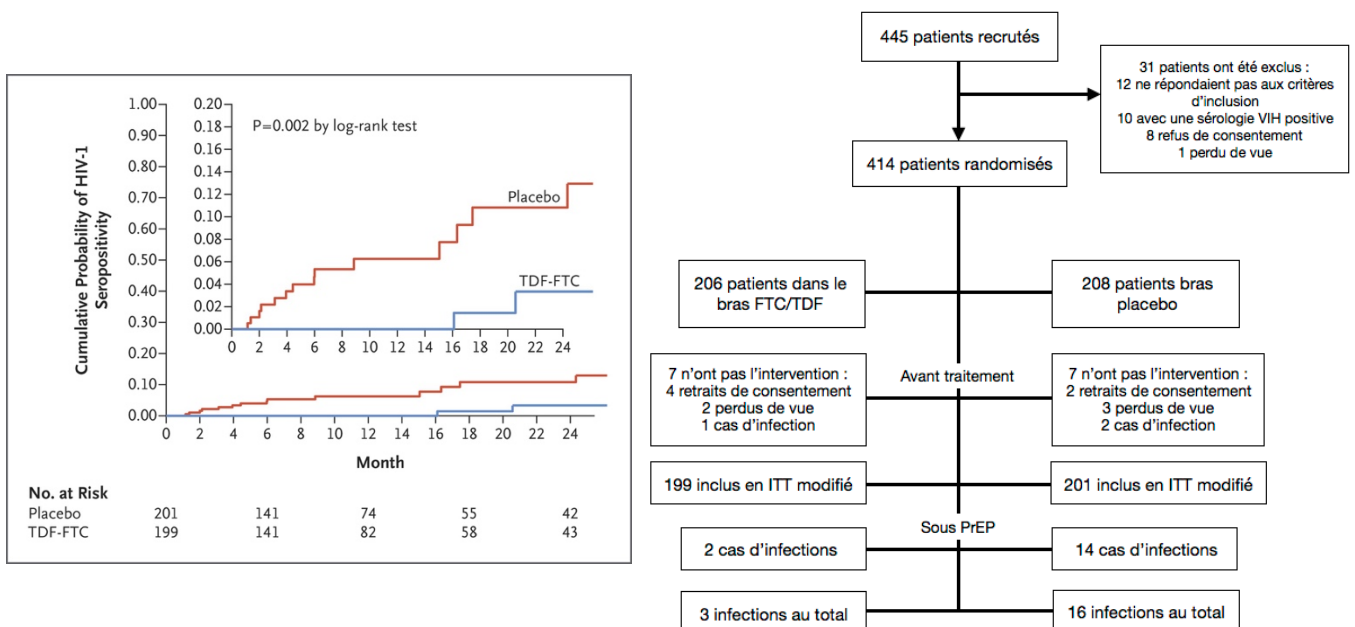 1.00
0.90
0.80
0.70
0.60
0.50
0.40
0.30
0.20
0.10
0.00
Cumulative Probability of HIV-1
Seropositivity
0.20
0.18
0.16
0.14
0.12
0.10
0.08
0.06
0.04
0.02
0.00
P=0.002 by log-rank test
Placebo
TDF-FTC
0 2 4 6 8 10 12 14 16 18 20 22 24
0 2 4 6 8 10 12 14 16 18 20 22 24
Month
No. at Risk
Placebo 201 141 74 55 42
TDF-FTC 199 141 82 58 43
445 patients recrutés
31 patients ont été exclus :
12 ne répondaient pas aux critères
d'inclusion
10 avec une sérologie VIH positive
8 refus de consentement
1 perdu de vue
414 patients randomisés
206 patients dans le
bras FTC/TDF
208 patients bras
placebo
7 n'ont pas l'intervention :
4 retraits de consentement
2 perdus de vue
1 cas d'infection
Avant traitement
7 n'ont pas l'intervention :
2 retraits de consentement
3 perdus de vue
2 cas d'infection
199 inclus en ITT modifié
201 inclus en ITT modifié
Sous PrEP
2 cas d'infections
14 cas d'infections
3 infections au total
16 infections au total